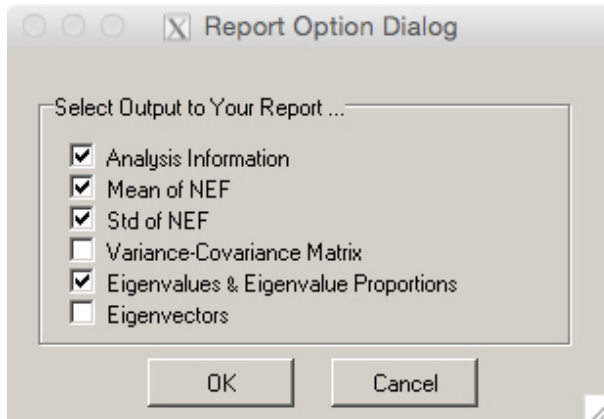 Report Option Dialog
Select Output to Your Report ...
Analysis Information
Mean of NEF
Std of NEF
Variance-Covariance Matrix
Eigenvalues & Eigenvalue Proportions
Eigenvectors
OK Cancel